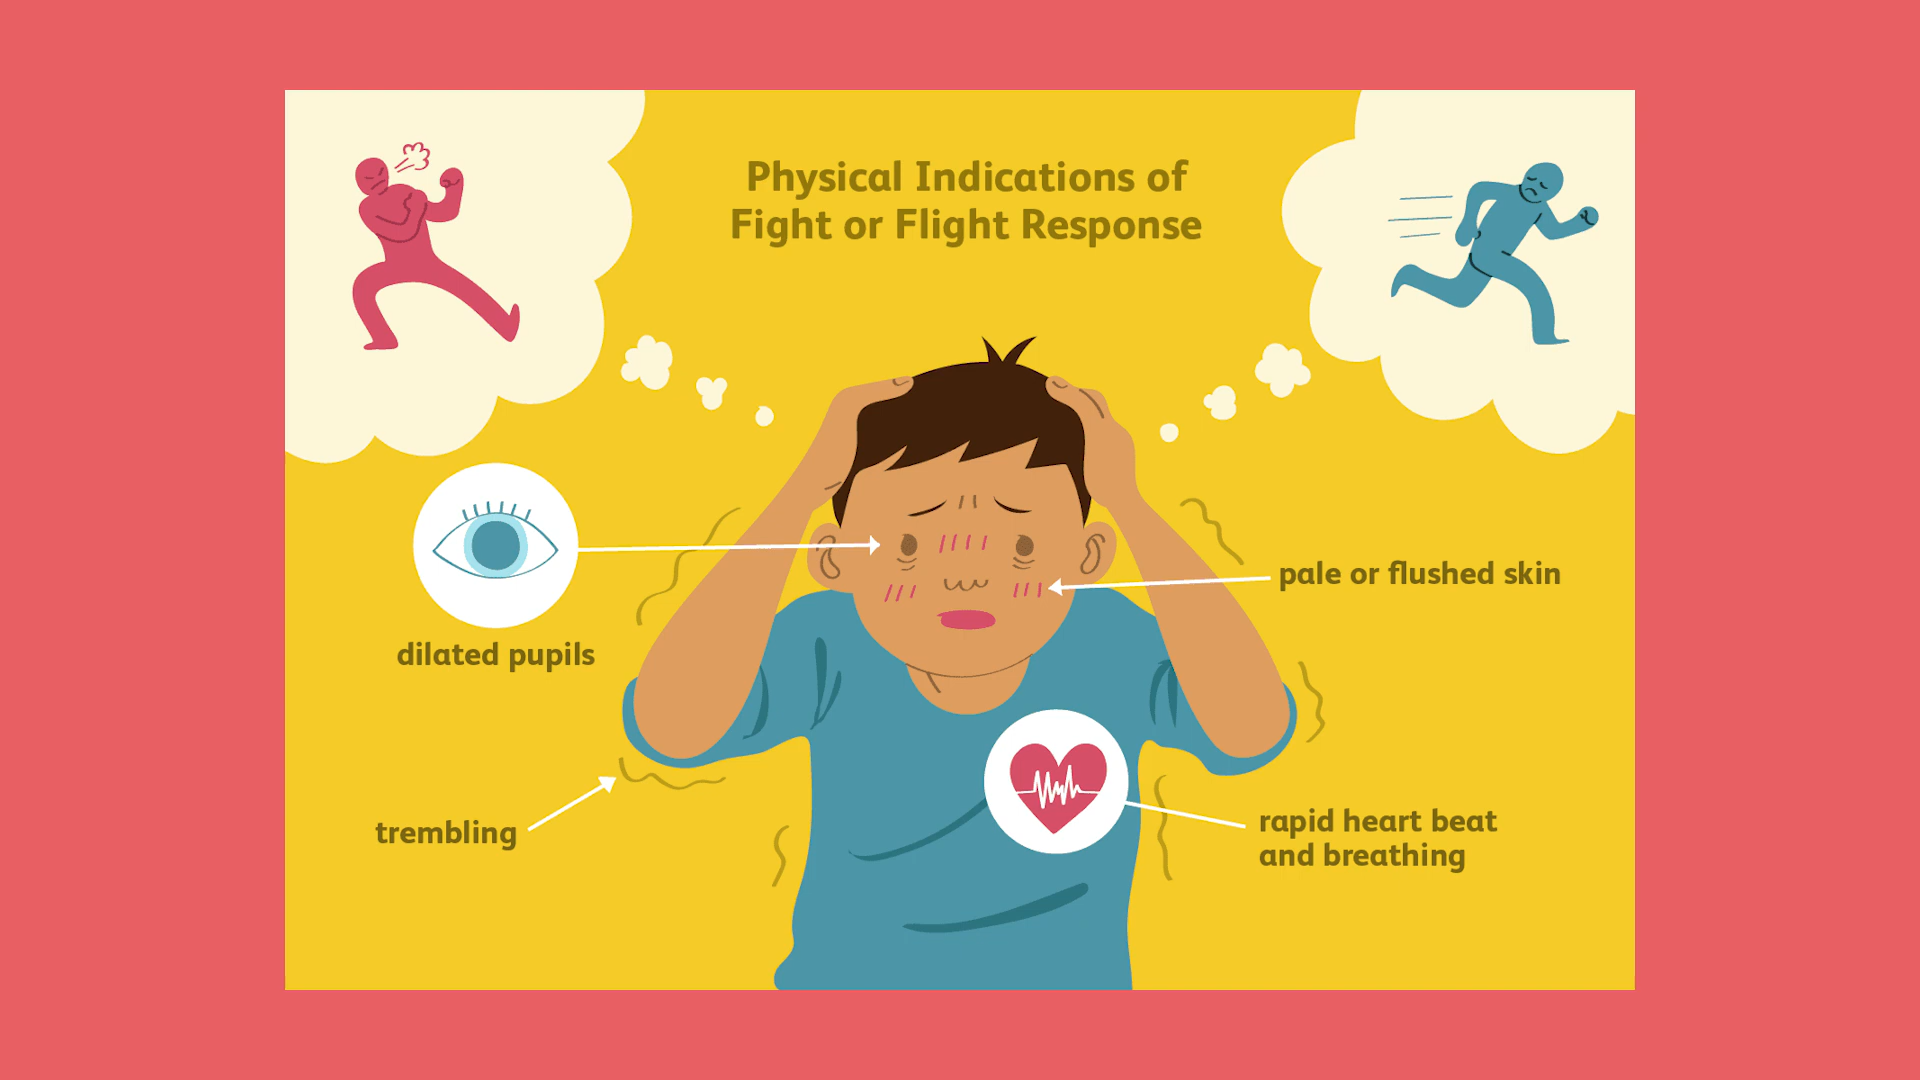 Physical Indications of
Fight or Flight Response
dilated pupils
pale or flushed skin
trembling
rapid heart beat
and breathing